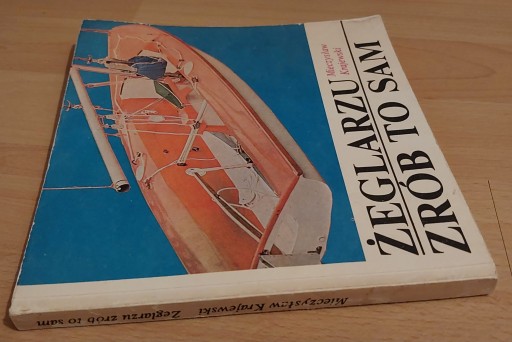 Mieczysław
Krajewski
ŻEGLARZU
ZRÓB TO SAM
Mieczysław Krajewski Żeglarzu zrób to sam